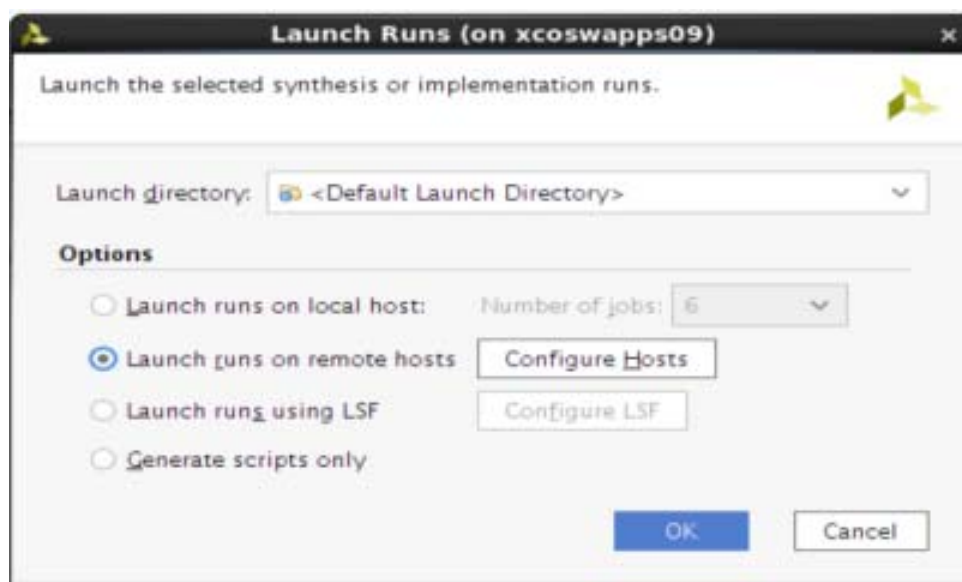 Launch Runs (on xcoswapps09)
Launch the selected synthesis or implementation runs.
Launch directory: <Default Launch Directory>
Options
Launch runs on local host: Number of jobs: 6
Launch runs on remote hosts Configure Hosts
Launch runs using LSF Configure LSF
Generate scripts only
OK Cancel